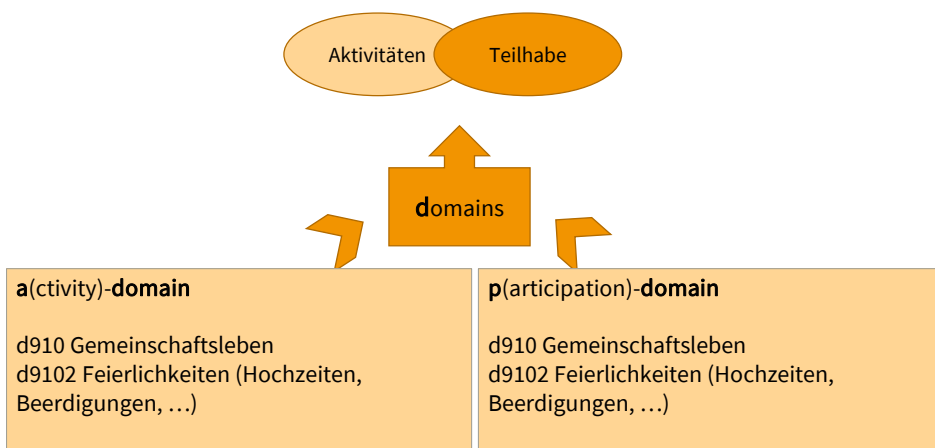 Aktivitäten
Teilhabe
domains
a(ctivity)-domain
d910 Gemeinschaftsleben
d9102 Feierlichkeiten (Hochzeiten,
Beerdigungen, …)
p(articipation)-domain
d910 Gemeinschaftsleben
d9102 Feierlichkeiten (Hochzeiten,
Beerdigungen, …)